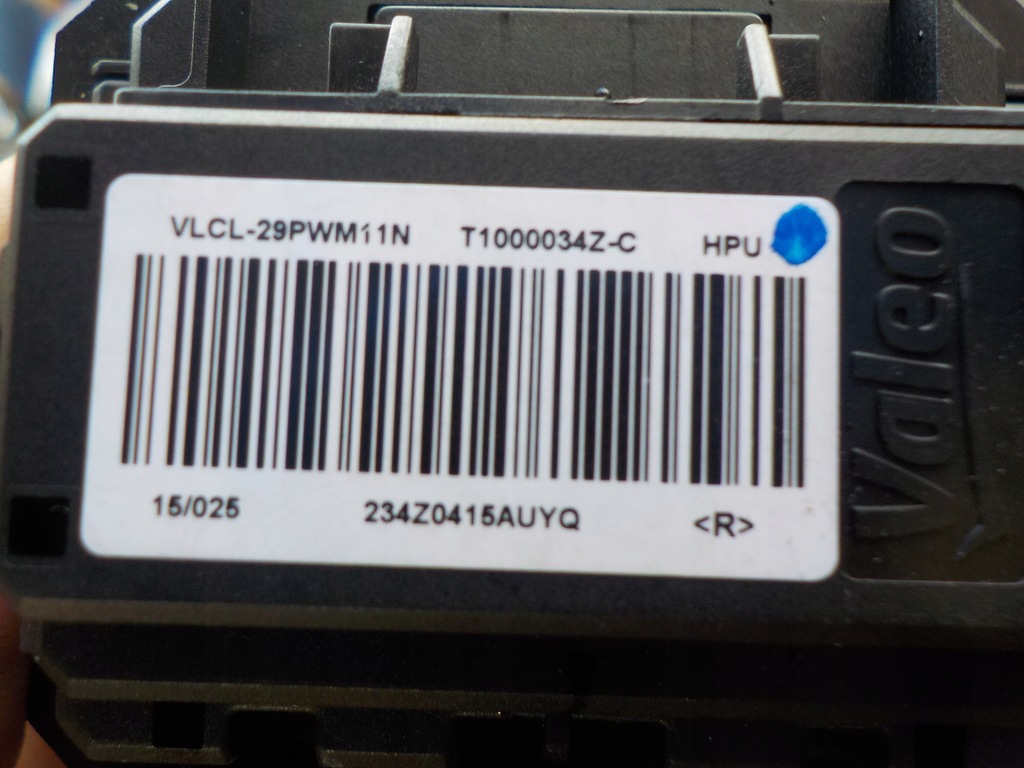 VLCL-29PWM11N T1000034Z-C HPU
15/025 234Z0415AUYQ <R>
Valeo